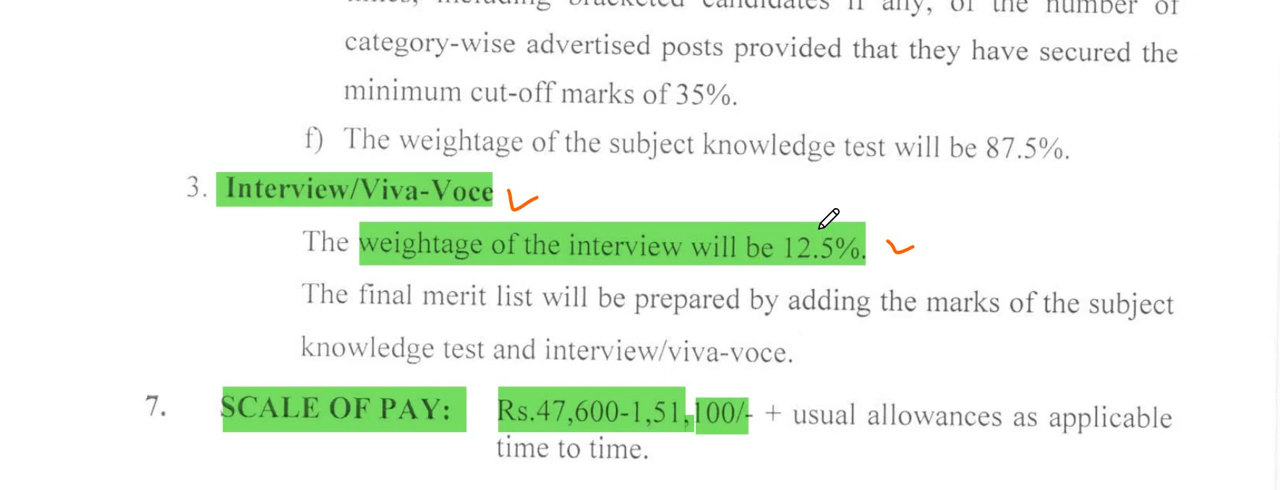 category-wise advertised posts provided that they have secured the
minimum cut-off marks of 35%.
f) The weightage of the subject knowledge test will be 87.5%.
3. Interview/Viva-Voce
The weightage of the interview will be 12.5%.
The final merit list will be prepared by adding the marks of the subject
knowledge test and interview/viva-voce.
7. SCALE OF PAY: Rs.47,600-1,51,100/- + usual allowances as applicable
time to time.